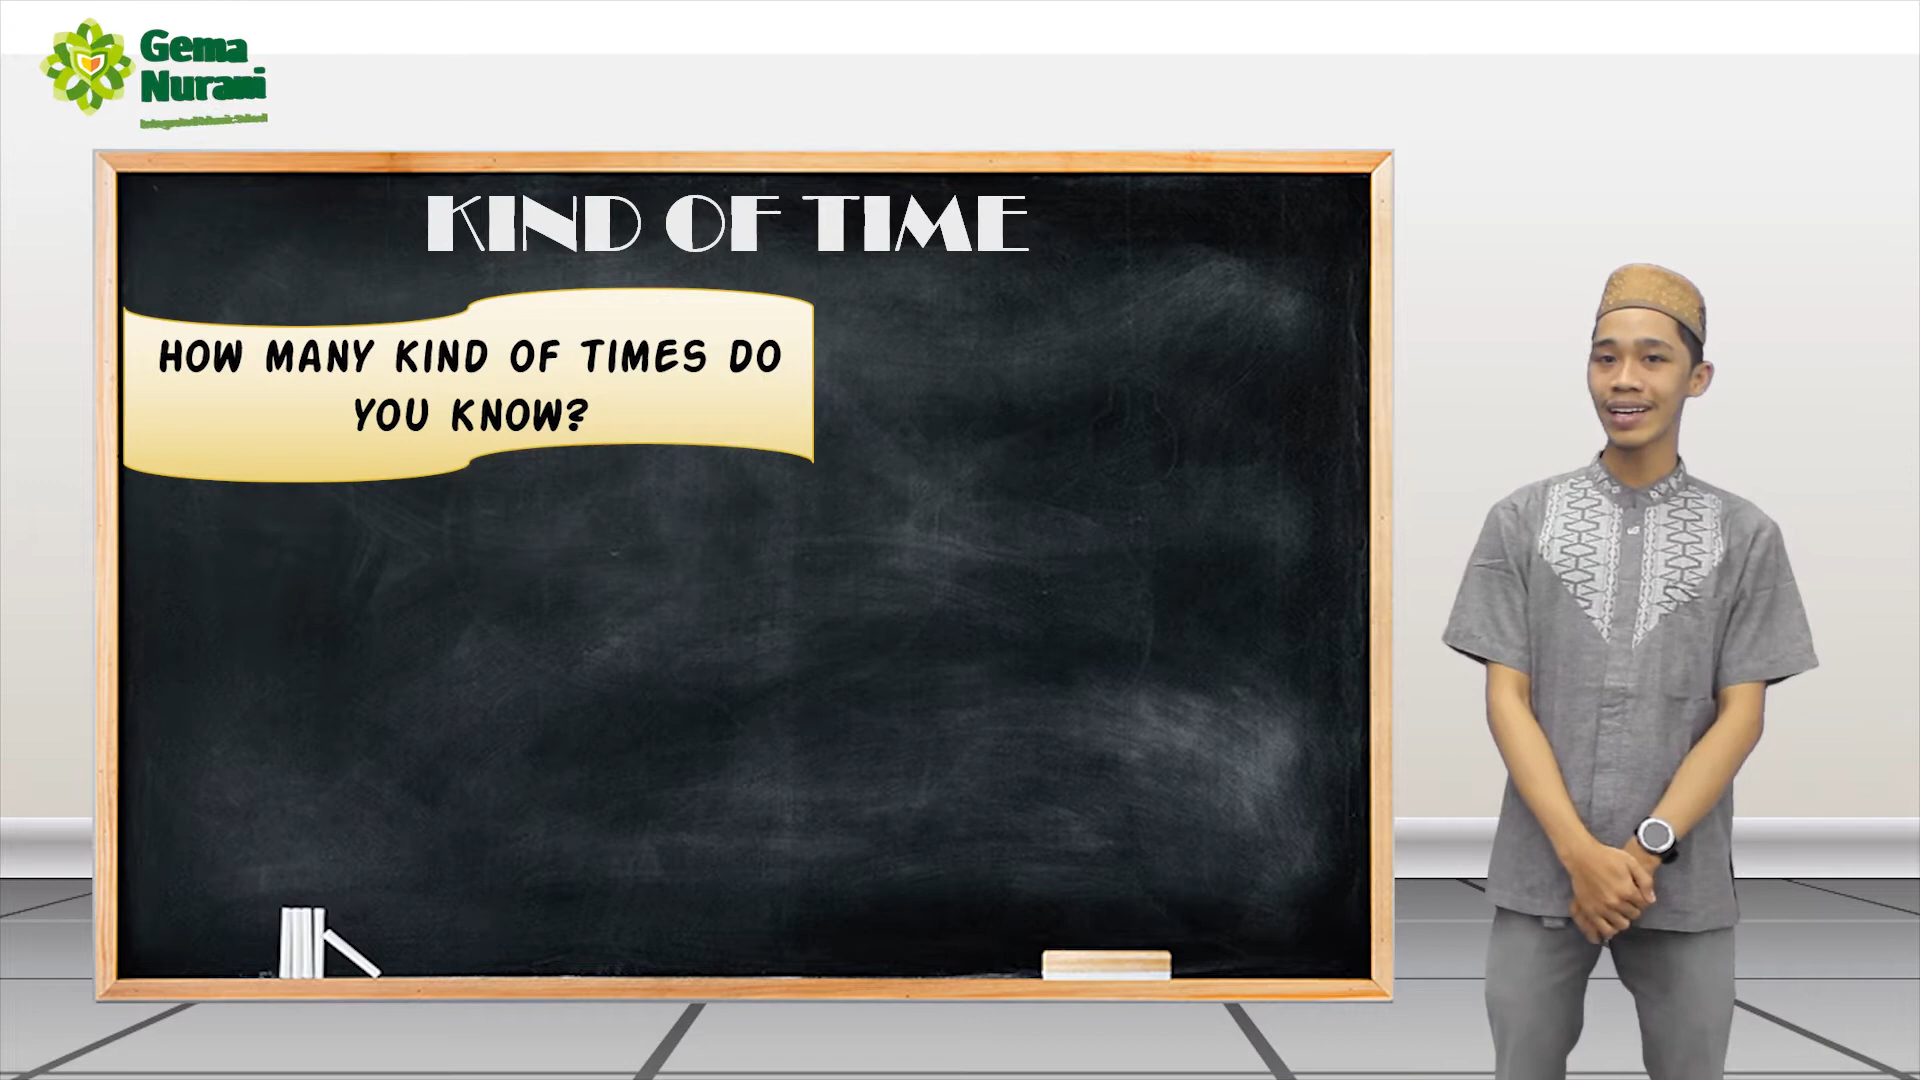 Gema
Nurani
KIND OF TIME
HOW MANY KIND OF TIMES DO
YOU KNOW?